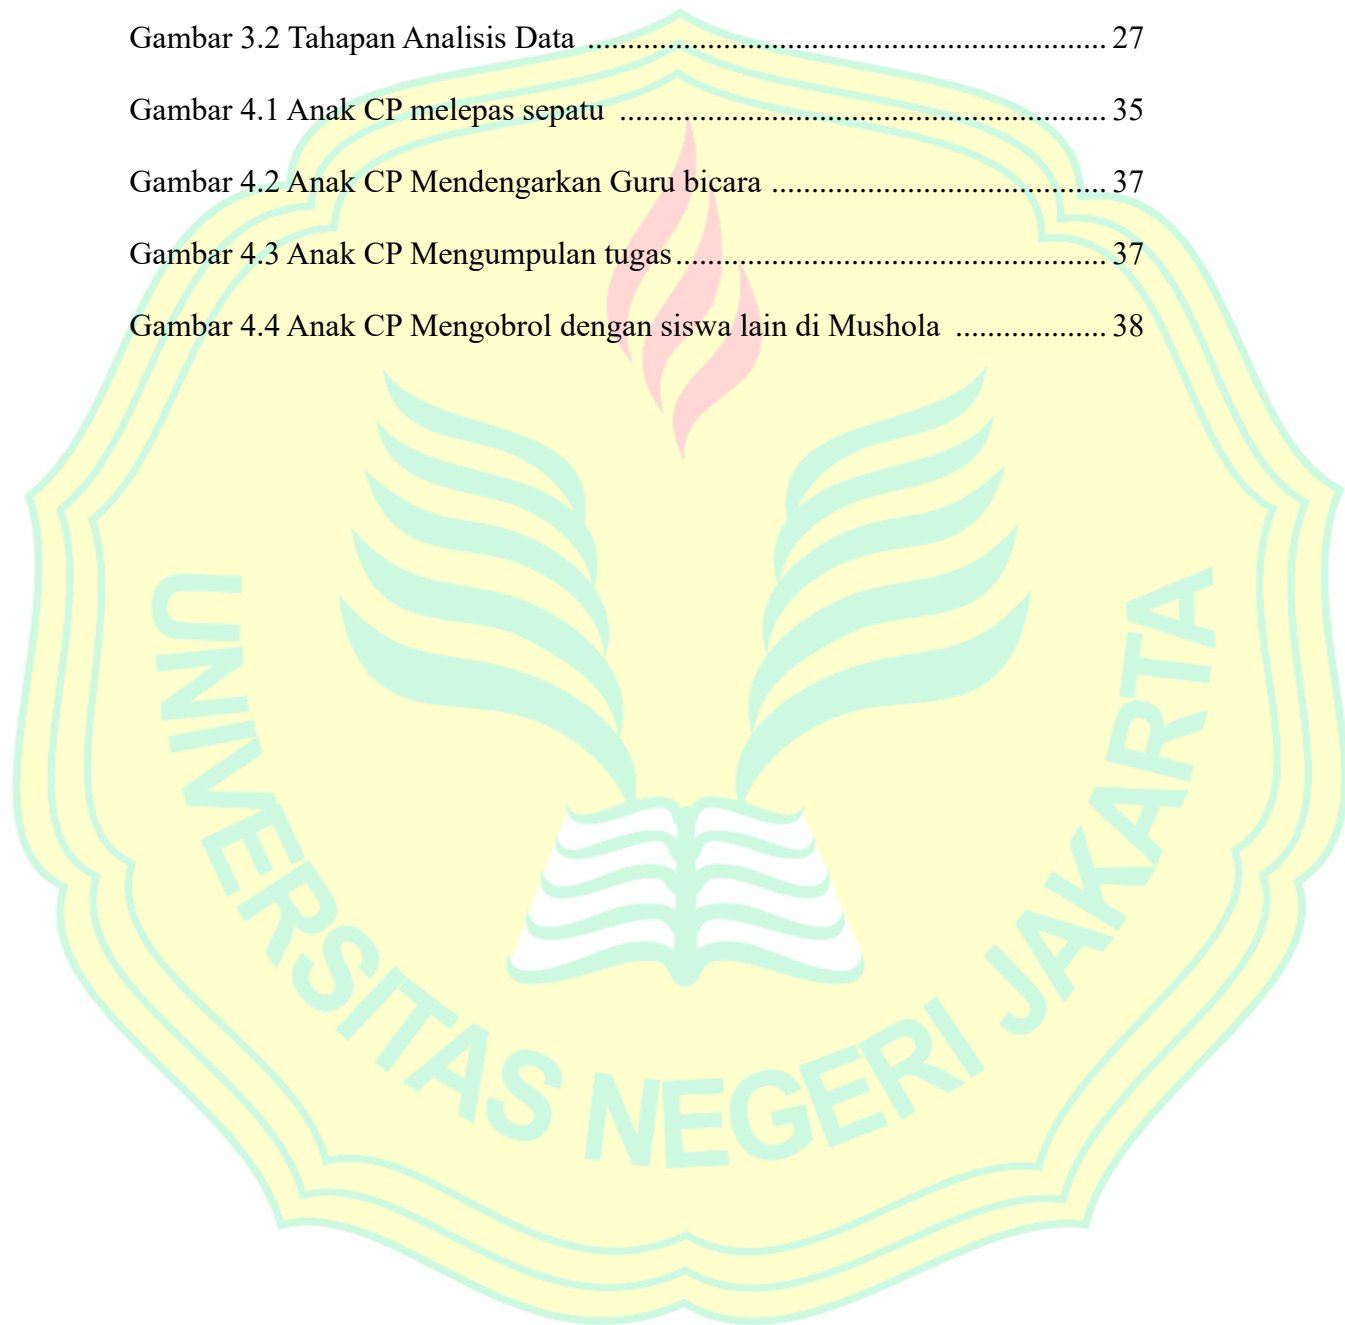 Gambar 3.2 Tahapan Analisis Data ................................................................ 27
Gambar 4.1 Anak CP melepas sepatu ............................................................ 35
Gambar 4.2 Anak CP Mendengarkan Guru bicara ......................................... 37
Gambar 4.3 Anak CP Mengumpulan tugas..................................................... 37
Gambar 4.4 Anak CP Mengobrol dengan siswa lain di Mushola ................... 38
UNIVERSITAS NEGERI JAKARTA